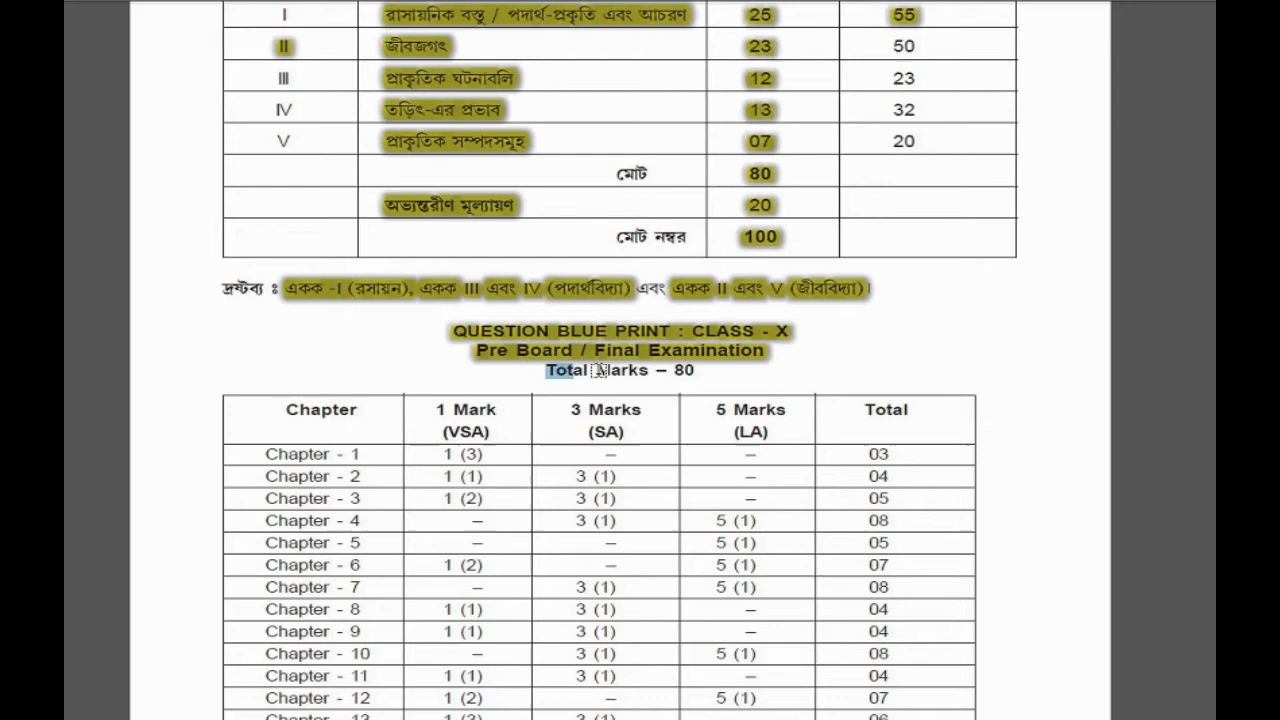 I রাসায়নিক বস্তু / পদার্থ-প্রকৃতি এবং আচরণ 25 55
II জীবজগৎ 23 50
III প্রাকৃতিক ঘটনাবলি 12 23
IV তড়িৎ-এর প্রভাব 13 32
V প্রাকৃতিক সম্পদসমূহ 07 20
মোট 80
অভ্যন্তরীণ মূল্যায়ণ 20
মোট নম্বর 100
দ্রষ্টব্য ঃ একক -I (রসায়ন), একক III এবং IV (পদার্থবিদ্যা) এবং একক II এবং V (জীববিদ্যা)।
QUESTION BLUE PRINT : CLASS - X
Pre Board / Final Examination
Total Marks – 80
Chapter 1 Mark 3 Marks 5 Marks Total
(VSA) (SA) (LA)
Chapter - 1 1 (3) – – 03
Chapter - 2 1 (1) 3 (1) – 04
Chapter - 3 1 (2) 3 (1) – 05
Chapter - 4 – 3 (1) 5 (1) 08
Chapter - 5 – – 5 (1) 05
Chapter - 6 1 (2) – 5 (1) 07
Chapter - 7 – 3 (1) 5 (1) 08
Chapter - 8 1 (1) 3 (1) – 04
Chapter - 9 1 (1) 3 (1) – 04
Chapter - 10 – 3 (1) 5 (1) 08
Chapter - 11 1 (1) 3 (1) – 04
Chapter - 12 1 (2) – 5 (1) 07
Chapter - 13 1 (3) 3 (1) – 06